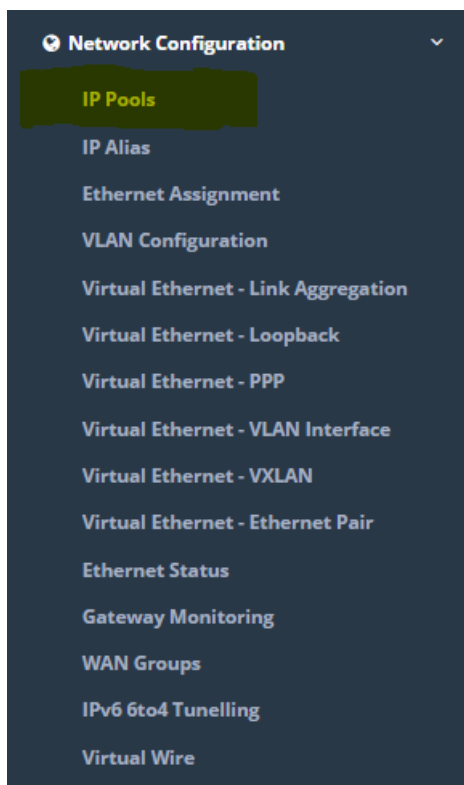 Network Configuration
IP Pools
IP Alias
Ethernet Assignment
VLAN Configuration
Virtual Ethernet - Link Aggregation
Virtual Ethernet - Loopback
Virtual Ethernet - PPP
Virtual Ethernet - VLAN Interface
Virtual Ethernet - VXLAN
Virtual Ethernet - Ethernet Pair
Ethernet Status
Gateway Monitoring
WAN Groups
IPv6 6to4 Tunelling
Virtual Wire